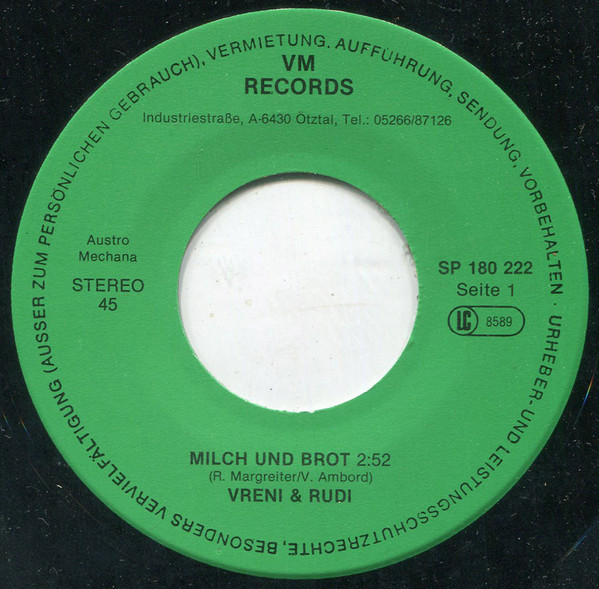 URHEBER- UND LEISTUNGSSCHUTZRECHTE, BESONDERS VERVIELFÄLTIGUNG (AUSSER ZUM PERSÖNLICHEN GEBRAUCH), VERMIETUNG. AUFFÜHRUNG, SENDUNG, VORBEHALTEN ·
VM
RECORDS
Industriestraße, A-6430 Ötztal, Tel.: 05266/87126
Austro
Mechana
STEREO
45
SP 180 222
Seite 1
LC 8589
MILCH UND BROT 2:52
(R. Margreiter/V. Ambord)
VRENI & RUDI